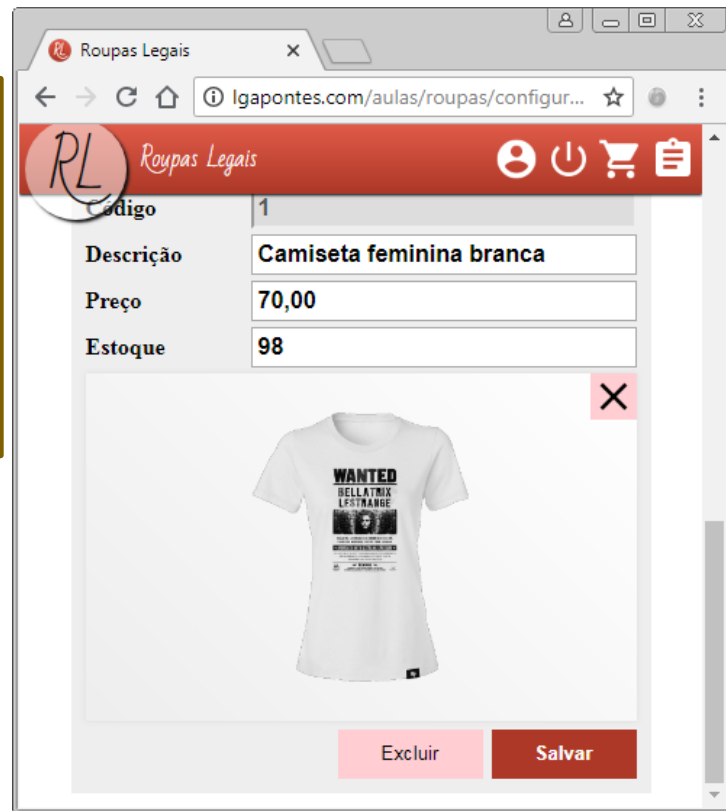 Roupas Legais
lgapontes.com/aulas/roupas/configur...
RL Roupas Legais
Código 1
Descrição Camiseta feminina branca
Preço 70,00
Estoque 98
WANTED
BELLATRIX
LESTRANGE
Excluir Salvar